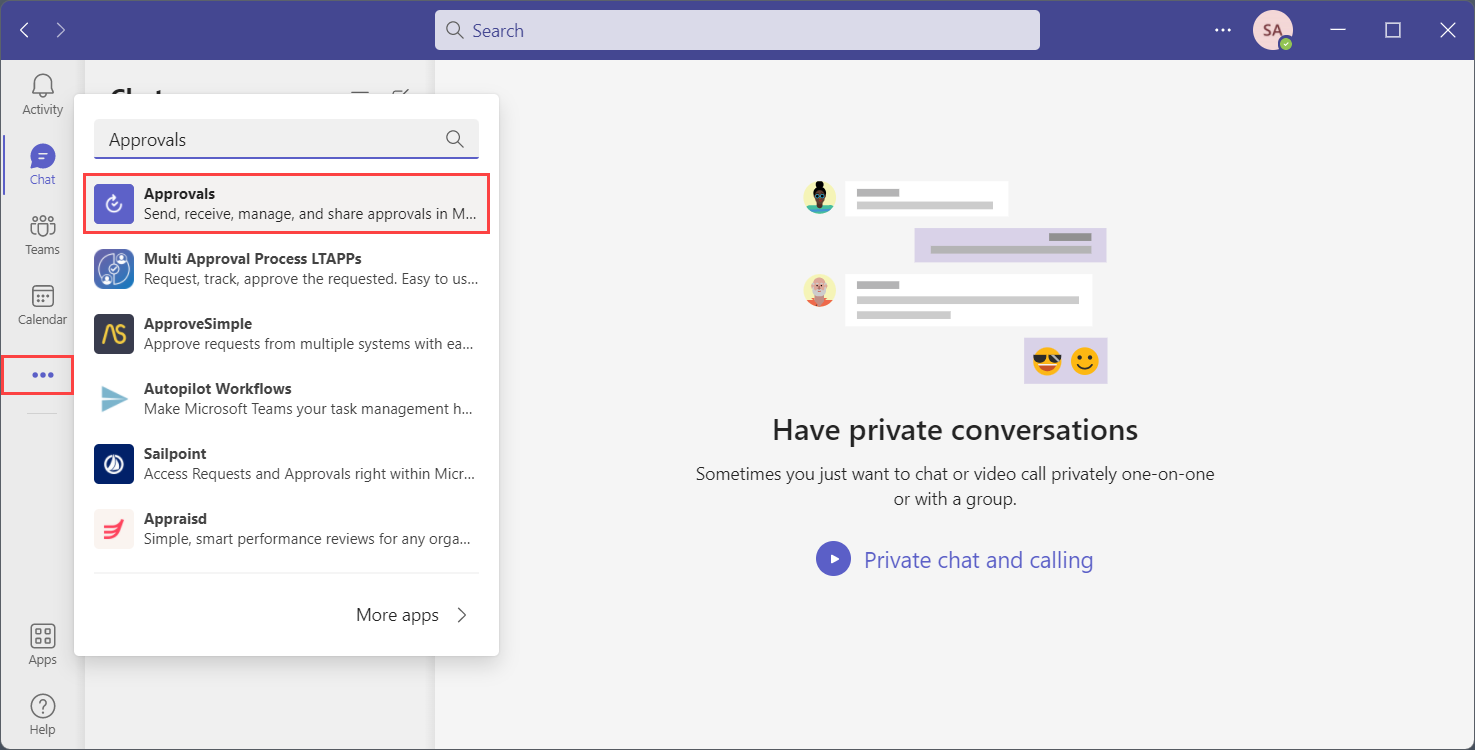 Search
SA
Activity
Chat
Teams
Calendar
Apps
Help
Chat
Approvals
Approvals
Send, receive, manage, and share approvals in M...
Multi Approval Process LTAPPs
Request, track, approve the requested. Easy to us...
ApproveSimple
Approve requests from multiple systems with ea...
Autopilot Workflows
Make Microsoft Teams your task management h...
Sailpoint
Access Requests and Approvals right within Micr...
Appraisd
Simple, smart performance reviews for any orga...
More apps
Have private conversations
Sometimes you just want to chat or video call privately one-on-one
or with a group.
Private chat and calling